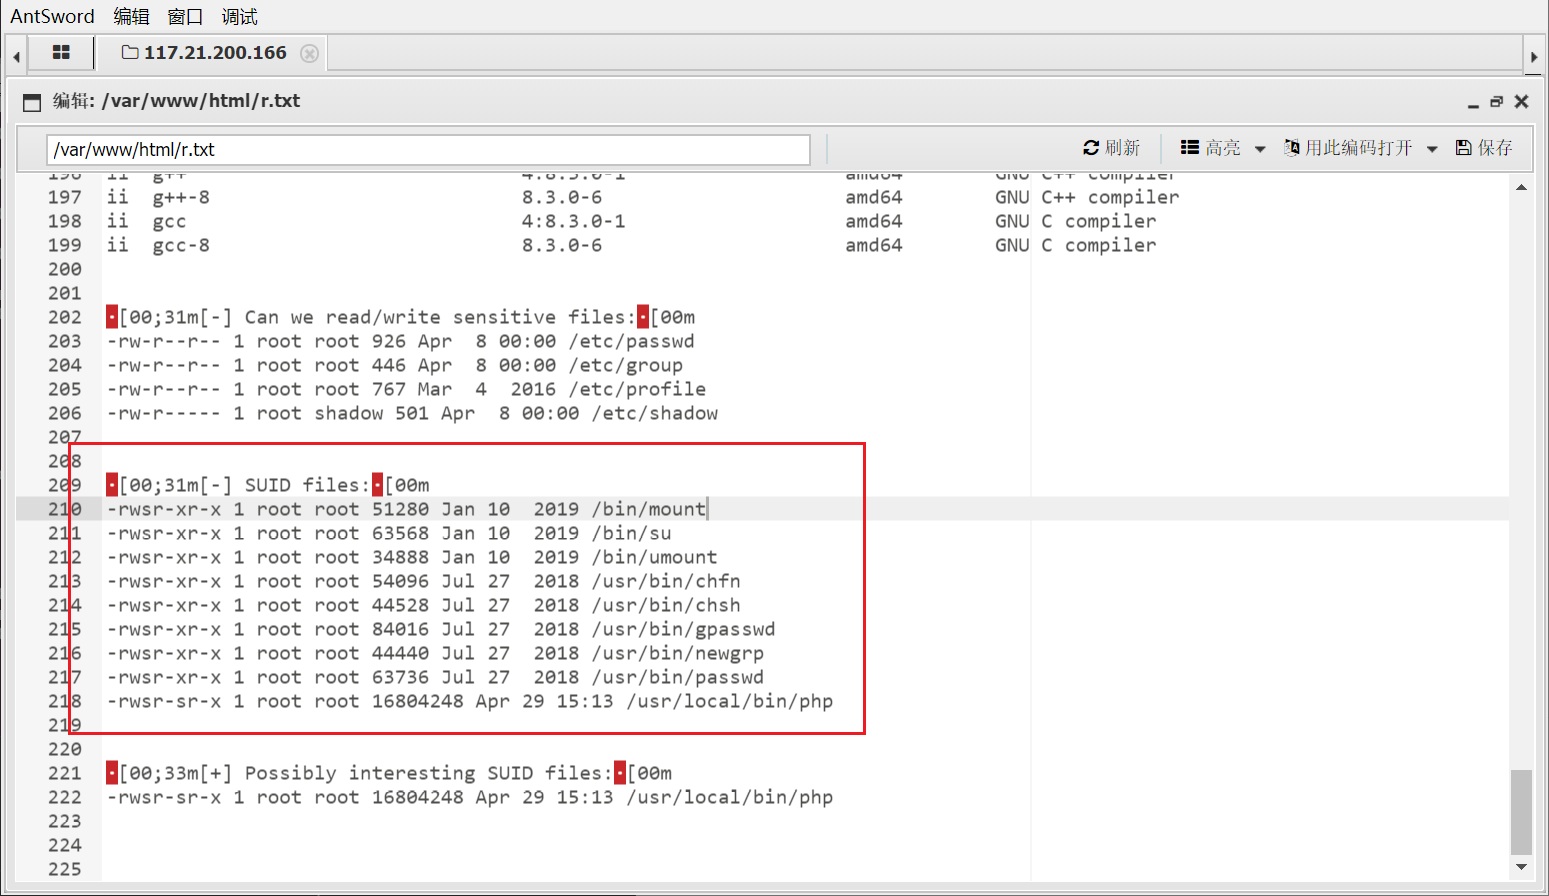 AntSword 编辑 窗口 调试
117.21.200.166
编辑: /var/www/html/r.txt
/var/www/html/r.txt 刷新 高亮 用此编码打开 保存
196 ii g++ 4:8.3.0-1 amd64 GNU C++ compiler
197 ii g++-8 8.3.0-6 amd64 GNU C++ compiler
198 ii gcc 4:8.3.0-1 amd64 GNU C compiler
199 ii gcc-8 8.3.0-6 amd64 GNU C compiler
200
201
202 [00;31m[-] Can we read/write sensitive files:[00m
203 -rw-r--r-- 1 root root 926 Apr  8 00:00 /etc/passwd
204 -rw-r--r-- 1 root root 446 Apr  8 00:00 /etc/group
205 -rw-r--r-- 1 root root 767 Mar  4  2016 /etc/profile
206 -rw-r----- 1 root shadow 501 Apr  8 00:00 /etc/shadow
207
208
209 [00;31m[-] SUID files:[00m
210 -rwsr-xr-x 1 root root 51280 Jan 10  2019 /bin/mount
211 -rwsr-xr-x 1 root root 63568 Jan 10  2019 /bin/su
212 -rwsr-xr-x 1 root root 34888 Jan 10  2019 /bin/umount
213 -rwsr-xr-x 1 root root 54096 Jul 27  2018 /usr/bin/chfn
214 -rwsr-xr-x 1 root root 44528 Jul 27  2018 /usr/bin/chsh
215 -rwsr-xr-x 1 root root 84016 Jul 27  2018 /usr/bin/gpasswd
216 -rwsr-xr-x 1 root root 44440 Jul 27  2018 /usr/bin/newgrp
217 -rwsr-xr-x 1 root root 63736 Jul 27  2018 /usr/bin/passwd
218 -rwsr-sr-x 1 root root 16804248 Apr 29 15:13 /usr/local/bin/php
219
220
221 [00;33m[+] Possibly interesting SUID files:[00m
222 -rwsr-sr-x 1 root root 16804248 Apr 29 15:13 /usr/local/bin/php
223
224
225